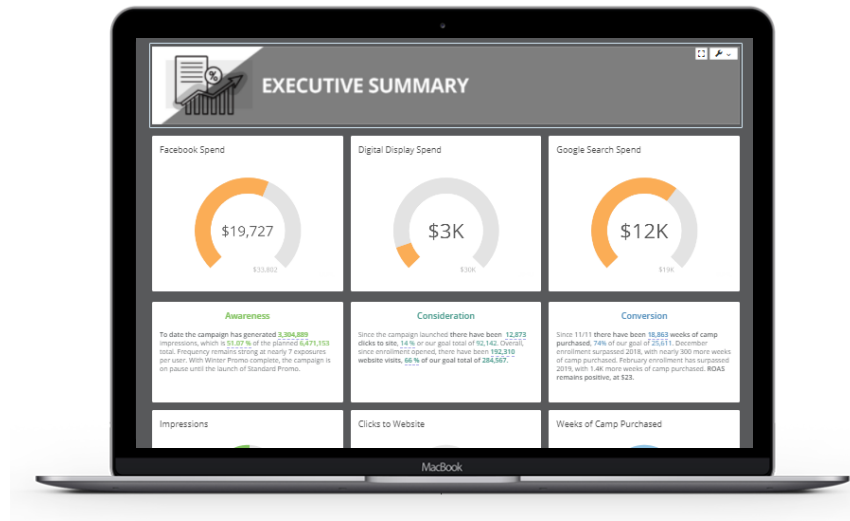 %
EXECUTIVE SUMMARY
Facebook Spend
$19,727
$33,802
Digital Display Spend
$3K
$30K
Google Search Spend
$12K
$19K
Awareness
To date the campaign has generated 3,304,889
impressions, which is 51.07 % of the planned 6,471,153
total. Frequency remains strong at nearly 7 exposures
per user. With Winter Promo complete, the campaign is
on pause until the launch of Standard Promo.
Consideration
Since the campaign launched there have been 12,873
clicks to site, 14 % or our goal total of 92,142. Overall,
since enrollment opened, there have been 192,310
website visits, 66 % of our goal total of 284,567.
Conversion
Since 11/11 there have been 18,863 weeks of camp
purchased, 74% of our goal of 25,611. December
enrollment surpassed 2018, with nearly 300 more weeks
of camp purchased. February enrollment has surpassed
2019, with 1.4K more weeks of camp purchased. ROAS
remains positive, at $23.
Impressions
Clicks to Website
Weeks of Camp Purchased
MacBook